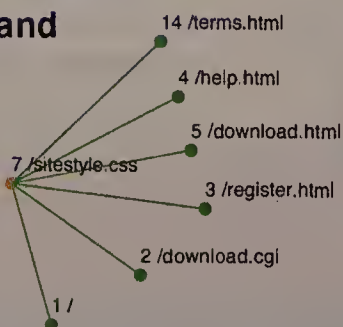 and
14 /terms.html
4 /help.html
5 /download.html
7 /sitestyle.css
3 /register.html
2 /download.cgi
1 /